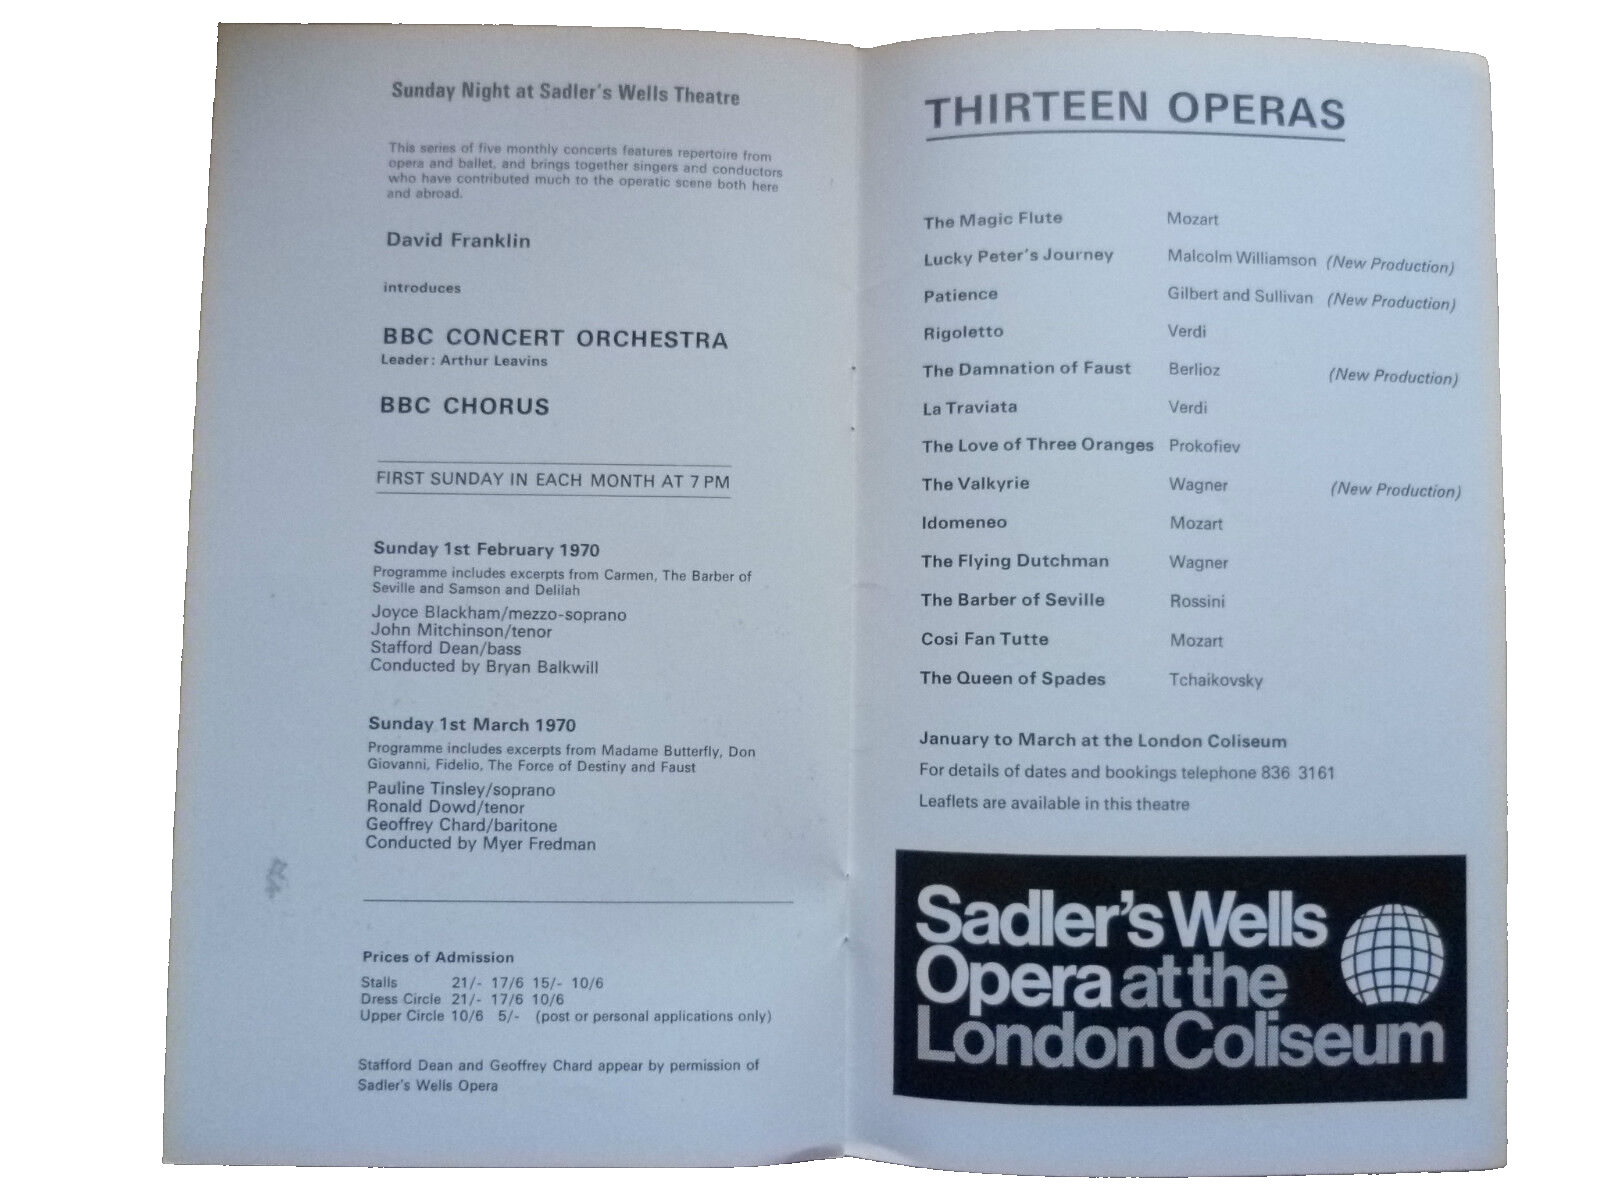 Sunday Night at Sadler's Wells Theatre
This series of five monthly concerts features repertoire from
opera and ballet, and brings together singers and conductors
who have contributed much to the operatic scene both here
and abroad.
David Franklin
introduces
BBC CONCERT ORCHESTRA
Leader: Arthur Leavins
BBC CHORUS
FIRST SUNDAY IN EACH MONTH AT 7 PM
Sunday 1st February 1970
Programme includes excerpts from Carmen, The Barber of
Seville and Samson and Delilah
Joyce Blackham/mezzo-soprano
John Mitchinson/tenor
Stafford Dean/bass
Conducted by Bryan Balkwill
Sunday 1st March 1970
Programme includes excerpts from Madame Butterfly, Don
Giovanni, Fidelio, The Force of Destiny and Faust
Pauline Tinsley/soprano
Ronald Dowd/tenor
Geoffrey Chard/baritone
Conducted by Myer Fredman
Prices of Admission
Stalls 21/- 17/6 15/- 10/6
Dress Circle 21/- 17/6 10/6
Upper Circle 10/6 5/- (post or personal applications only)
Stafford Dean and Geoffrey Chard appear by permission of
Sadler's Wells Opera
THIRTEEN OPERAS
The Magic Flute Mozart
Lucky Peter's Journey Malcolm Williamson (New Production)
Patience Gilbert and Sullivan (New Production)
Rigoletto Verdi
The Damnation of Faust Berlioz (New Production)
La Traviata Verdi
The Love of Three Oranges Prokofiev
The Valkyrie Wagner (New Production)
Idomeneo Mozart
The Flying Dutchman Wagner
The Barber of Seville Rossini
Cosi Fan Tutte Mozart
The Queen of Spades Tchaikovsky
January to March at the London Coliseum
For details of dates and bookings telephone 836 3161
Leaflets are available in this theatre
Sadler's Wells
Opera at the
London Coliseum